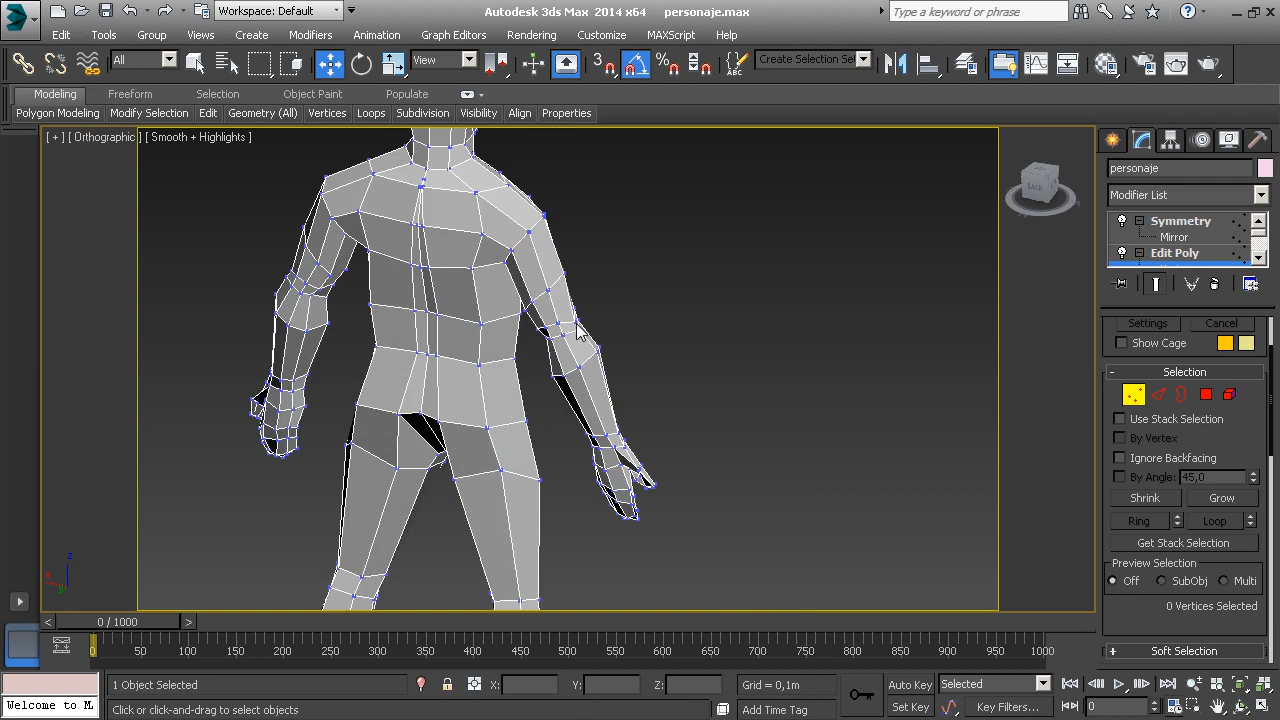 Workspace: Default
Autodesk 3ds Max 2014 x64 personaje.max
Type a keyword or phrase
Edit Tools Group Views Create Modifiers Animation Graph Editors Rendering Customize MAXScript Help
All View 3 % ABC Create Selection Se
Modeling Freeform Selection Object Paint Populate
Polygon Modeling Modify Selection Edit Geometry (All) Vertices Loops Subdivision Visibility Align Properties
[ + ] [ Orthographic ] [ Smooth + Highlights ]
BACK
personaje
Modifier List
Symmetry
Mirror
Edit Poly
Settings Cancel
Show Cage
- Selection
Use Stack Selection
By Vertex
Ignore Backfacing
By Angle: 45,0
Shrink Grow
Ring Loop
Get Stack Selection
Preview Selection
Off SubObj Multi
0 Vertices Selected
+ Soft Selection
z
x
y
< 0 / 1000 >
0 50 100 150 200 250 300 350 400 450 500 550 600 650 700 750 800 850 900 950 1000
1 Object Selected X: Y: Z: Grid = 0,1m Auto Key Selected
Welcome to M. Click or click-and-drag to select objects Add Time Tag Set Key Key Filters... 0